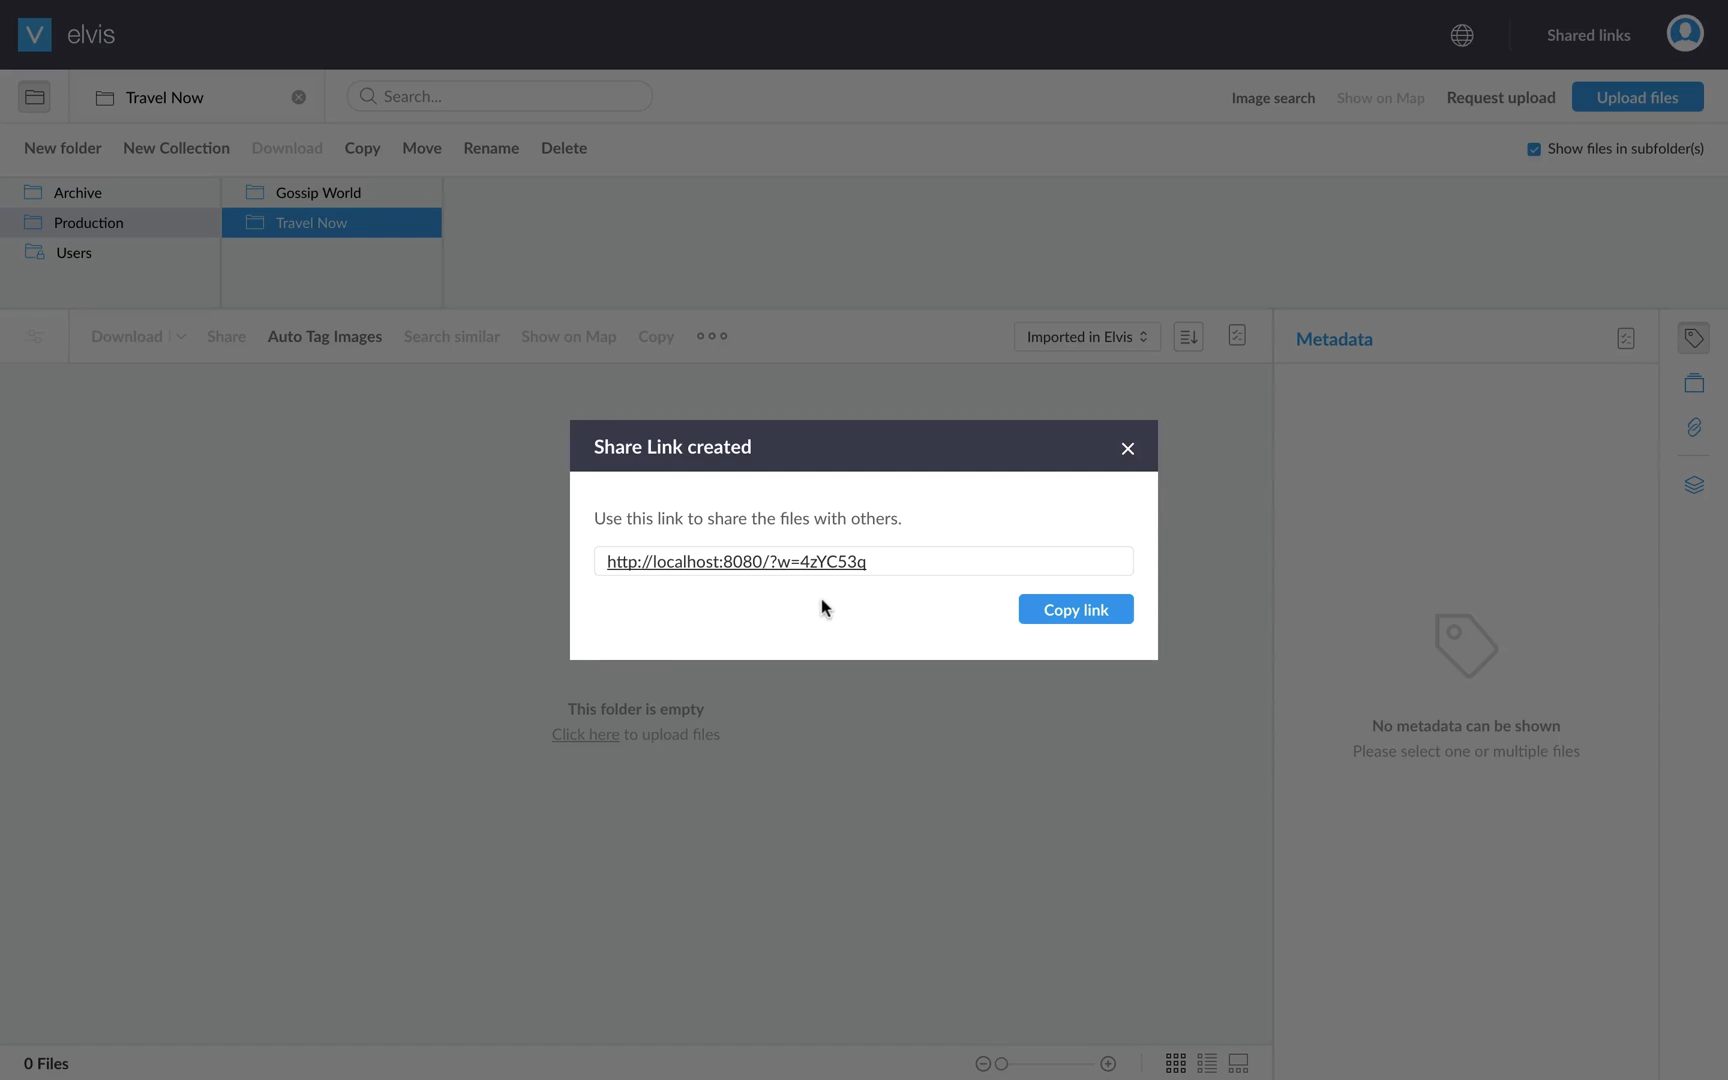 elvis
Shared links
Travel Now
Search...
Image search
Show on Map
Request upload
Upload files
New folder
New Collection
Download
Copy
Move
Rename
Delete
Show files in subfolder(s)
Archive
Gossip World
Production
Travel Now
Users
Download
Share
Auto Tag Images
Search similar
Show on Map
Copy
Imported in Elvis
Metadata
Share Link created
Use this link to share the files with others.
http://localhost:8080/?w=4zYC53q
Copy link
This folder is empty
Click here to upload files
No metadata can be shown
Please select one or multiple files
0 Files